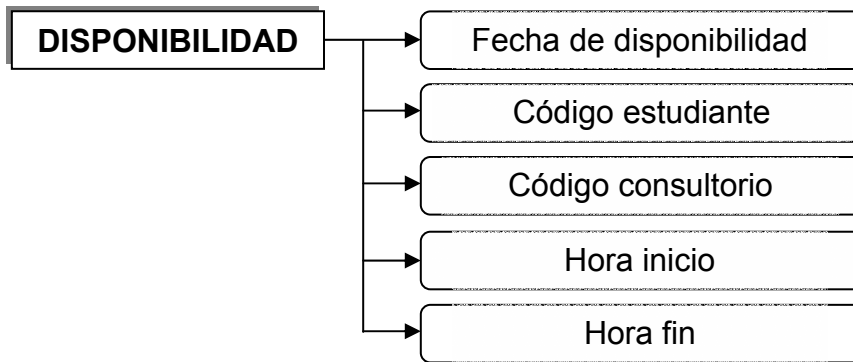 DISPONIBILIDAD
Fecha de disponibilidad
Código estudiante
Código consultorio
Hora inicio
Hora fin